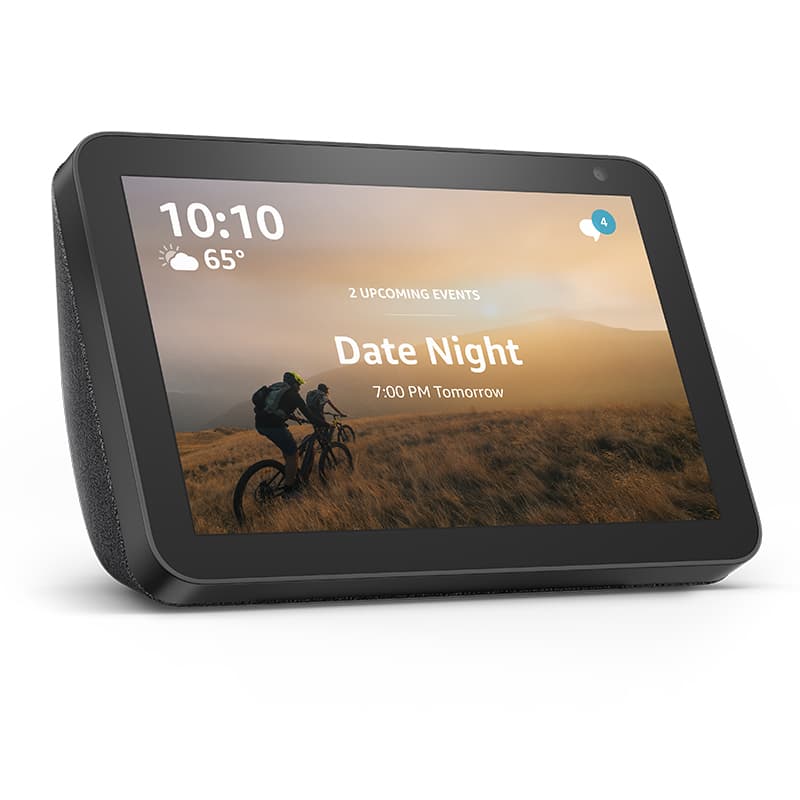 10:10
65°
4
2 UPCOMING EVENTS
Date Night
7:00 PM Tomorrow